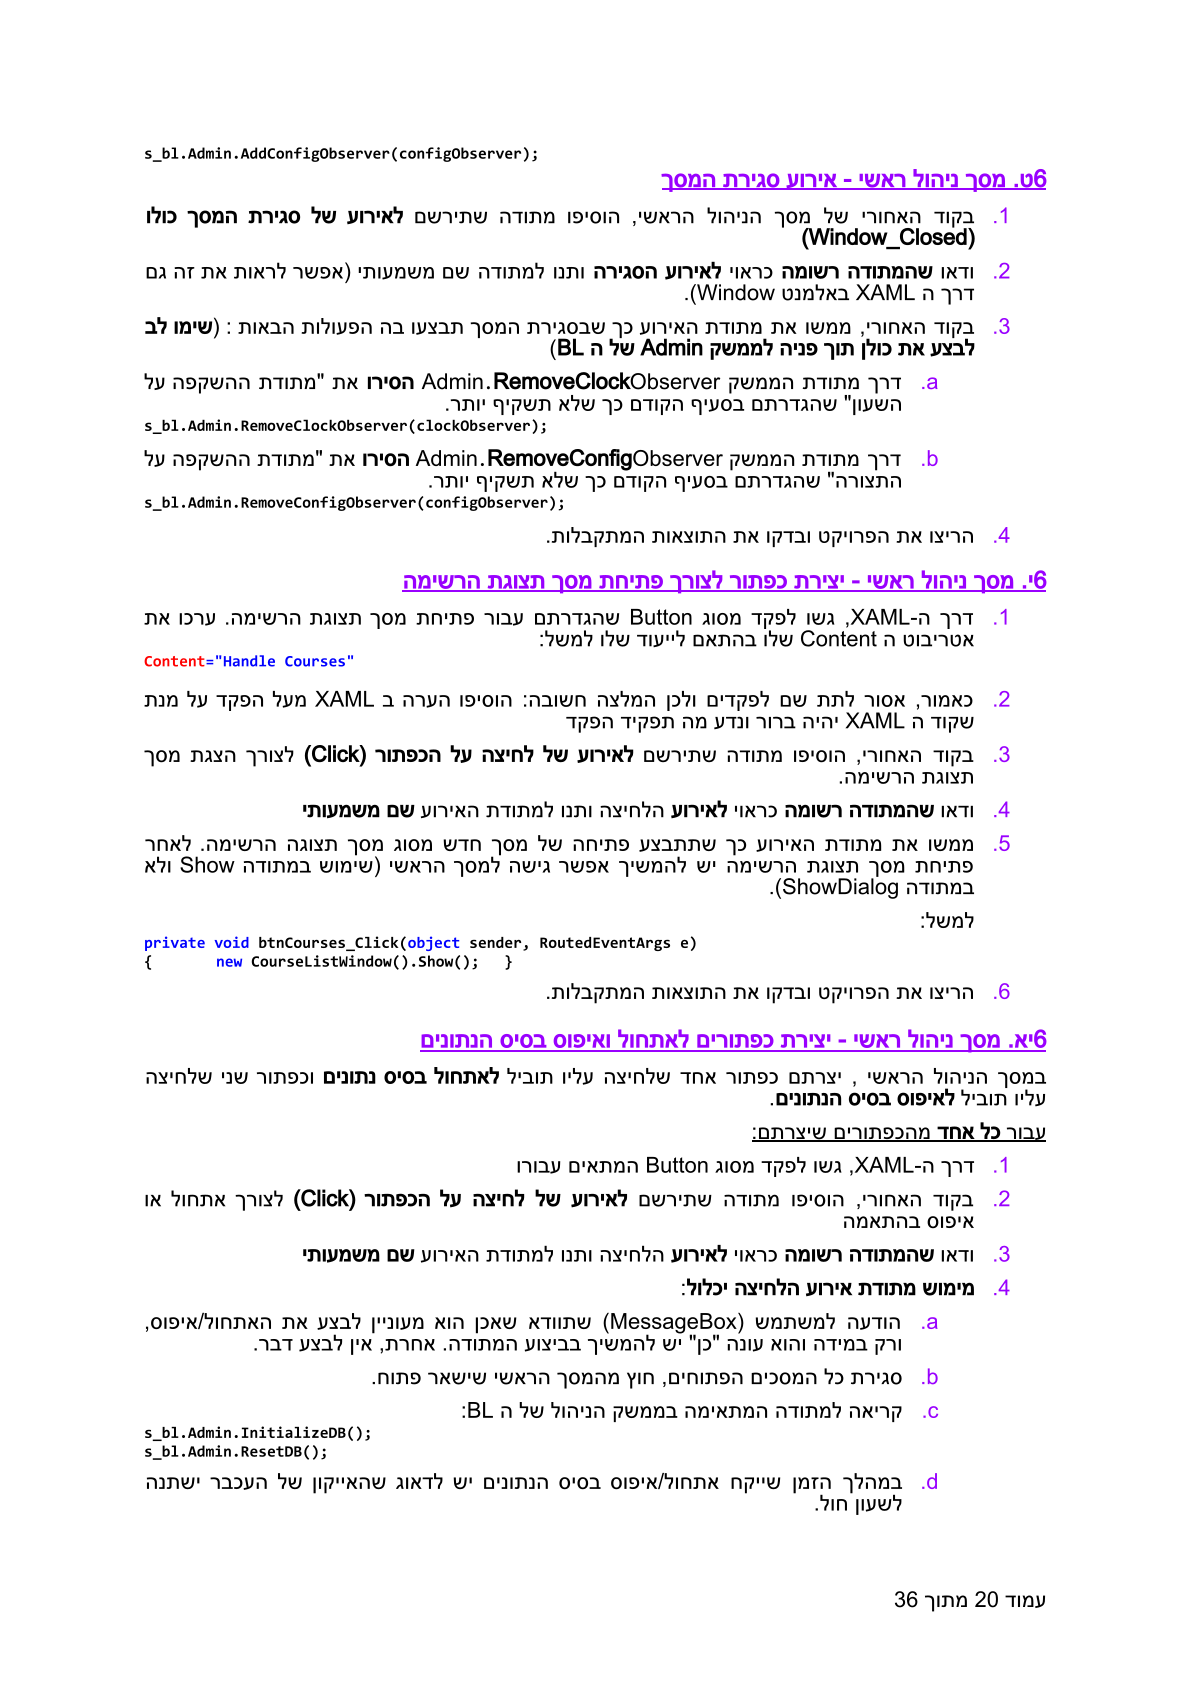 s_bl.Admin.AddConfigObserver(configObserver);
6ט. מסך ניהול ראשי - אירוע סגירת המסך
1. בקוד האחורי של מסך הניהול הראשי, הוסיפו מתודה שתירשם לאירוע של סגירת המסך כולו
(Window_Closed)
2. ודאו שהמתודה רשומה כראוי לאירוע הסגירה ותנו למתודה שם משמעותי (אפשר לראות את זה גם
דרך ה XAML באלמנט Window).
3. בקוד האחורי, ממשו את מתודת האירוע כך שבסגירת המסך תבצעו בה הפעולות הבאות : (שימו לב
לבצע את כולן תוך פניה לממשק Admin של ה BL)
a. דרך מתודת הממשק Admin.RemoveClockObserver הסירו את "מתודת ההשקפה על
השעון" שהגדרתם בסעיף הקודם כך שלא תשקיף יותר.
s_bl.Admin.RemoveClockObserver(clockObserver);
b. דרך מתודת הממשק Admin.RemoveConfigObserver הסירו את "מתודת ההשקפה על
התצורה" שהגדרתם בסעיף הקודם כך שלא תשקיף יותר.
s_bl.Admin.RemoveConfigObserver(configObserver);
4. הריצו את הפרויקט ובדקו את התוצאות המתקבלות.
6י. מסך ניהול ראשי - יצירת כפתור לצורך פתיחת מסך תצוגת הרשימה
1. דרך ה-XAML, גשו לפקד מסוג Button שהגדרתם עבור פתיחת מסך תצוגת הרשימה. ערכו את
אטריבוט ה Content שלו בהתאם לייעוד שלו למשל:
Content="Handle Courses"
2. כאמור, אסור לתת שם לפקדים ולכן המלצה חשובה: הוסיפו הערה ב XAML מעל הפקד על מנת
שקוד ה XAML יהיה ברור ונדע מה תפקיד הפקד
3. בקוד האחורי, הוסיפו מתודה שתירשם לאירוע של לחיצה על הכפתור (Click) לצורך הצגת מסך
תצוגת הרשימה.
4. ודאו שהמתודה רשומה כראוי לאירוע הלחיצה ותנו למתודת האירוע שם משמעותי
5. ממשו את מתודת האירוע כך שתתבצע פתיחה של מסך חדש מסוג מסך תצוגה הרשימה. לאחר
פתיחת מסך תצוגת הרשימה יש להמשיך אפשר גישה למסך הראשי (שימוש במתודה Show ולא
במתודה ShowDialog).
למשל:
private void btnCourses_Click(object sender, RoutedEventArgs e)
{ new CourseListWindow().Show(); }
6. הריצו את הפרויקט ובדקו את התוצאות המתקבלות.
6יא. מסך ניהול ראשי - יצירת כפתורים לאתחול ואיפוס בסיס הנתונים
במסך הניהול הראשי , יצרתם כפתור אחד שלחיצה עליו תוביל לאתחול בסיס נתונים וכפתור שני שלחיצה
עליו תוביל לאיפוס בסיס הנתונים.
עבור כל אחד מהכפתורים שיצרתם:
1. דרך ה-XAML, גשו לפקד מסוג Button המתאים עבורו
2. בקוד האחורי, הוסיפו מתודה שתירשם לאירוע של לחיצה על הכפתור (Click) לצורך אתחול או
איפוס בהתאמה
3. ודאו שהמתודה רשומה כראוי לאירוע הלחיצה ותנו למתודת האירוע שם משמעותי
4. מימוש מתודת אירוע הלחיצה יכלול:
a. הודעה למשתמש (MessageBox) שתוודא שאכן הוא מעוניין לבצע את האתחול/איפוס,
ורק במידה והוא עונה "כן" יש להמשיך בביצוע המתודה. אחרת, אין לבצע דבר.
b. סגירת כל המסכים הפתוחים, חוץ מהמסך הראשי שישאר פתוח.
c. קריאה למתודה המתאימה בממשק הניהול של ה BL:
s_bl.Admin.InitializeDB();
s_bl.Admin.ResetDB();
d. במהלך הזמן שייקח אתחול/איפוס בסיס הנתונים יש לדאוג שהאייקון של העכבר ישתנה
לשעון חול.
עמוד 20 מתוך 36